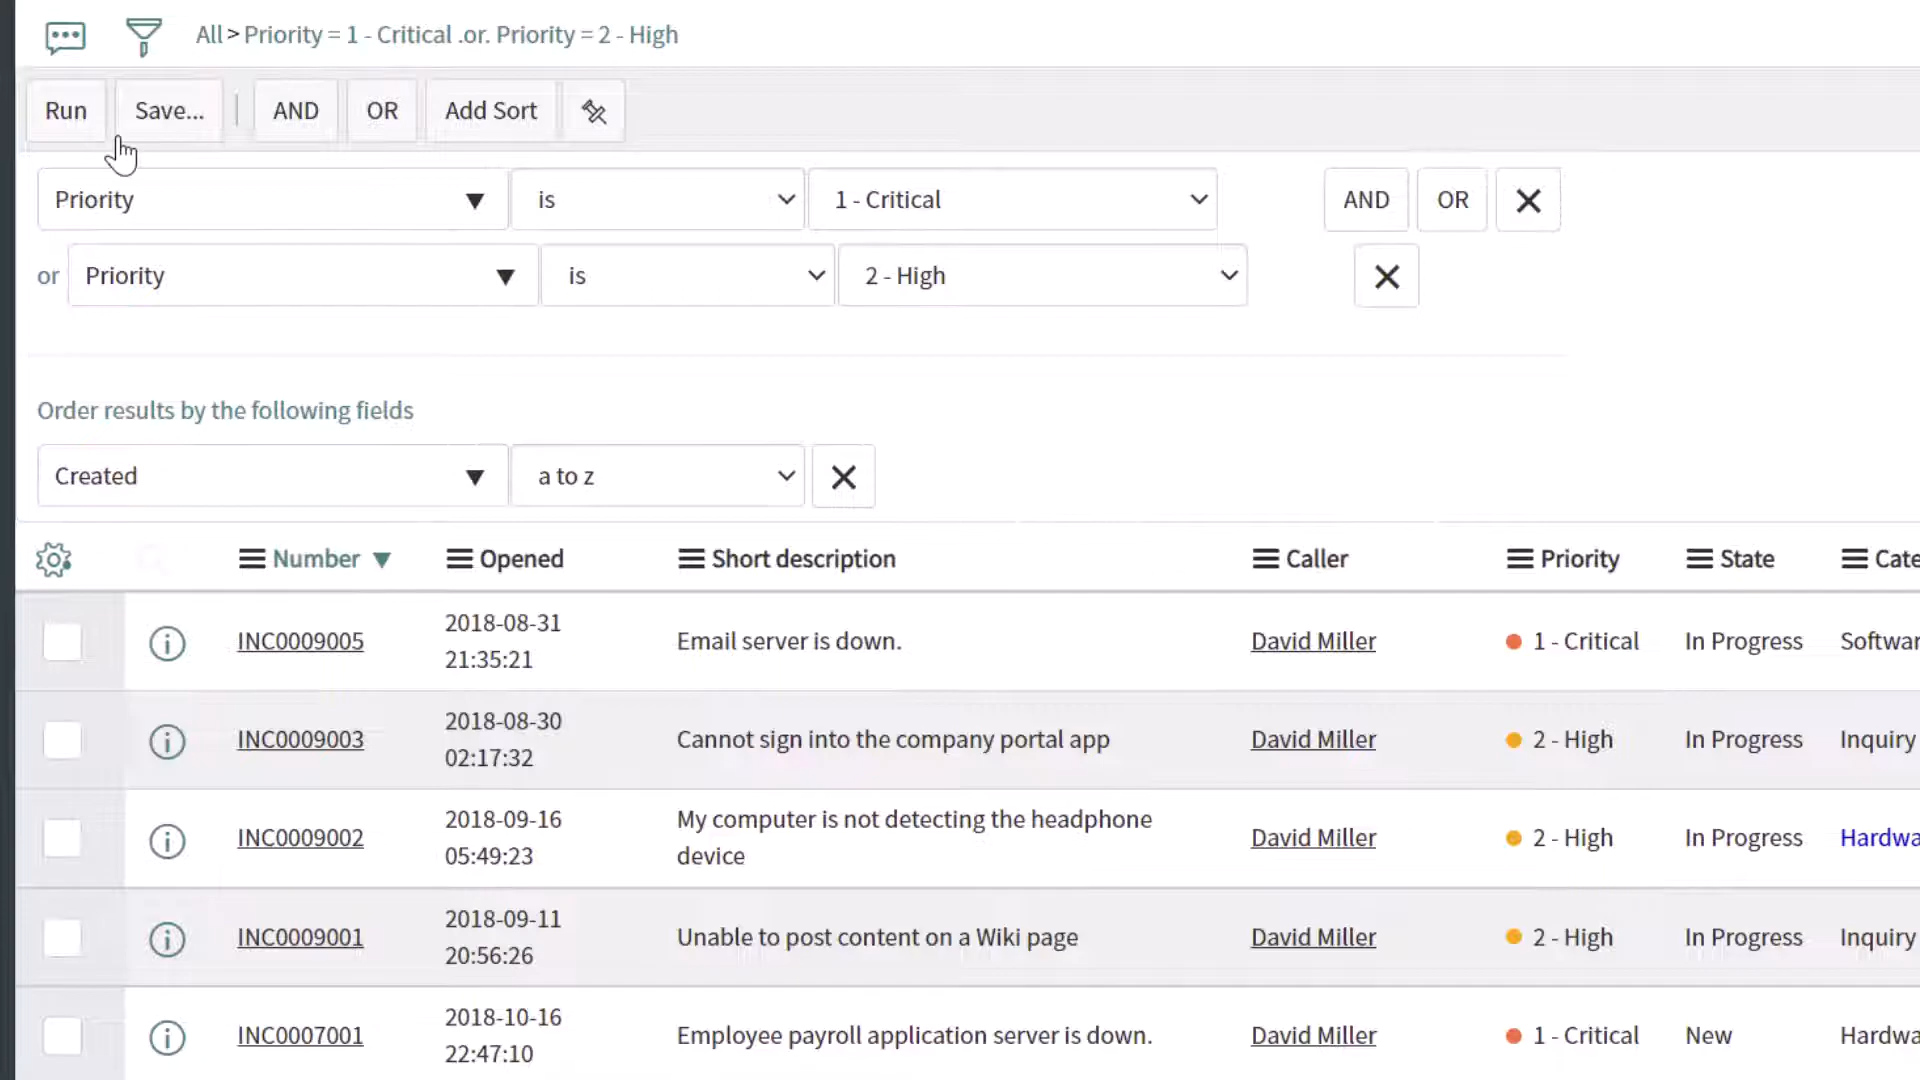 All > Priority = 1 - Critical .or. Priority = 2 - High
Run Save... AND OR Add Sort
Priority is 1 - Critical AND OR
or Priority is 2 - High
Order results by the following fields
Created a to z
Number Opened Short description Caller Priority State Cate
INC0009005 2018-08-31 21:35:21 Email server is down. David Miller 1 - Critical In Progress Softwar
INC0009003 2018-08-30 02:17:32 Cannot sign into the company portal app David Miller 2 - High In Progress Inquiry
INC0009002 2018-09-16 05:49:23 My computer is not detecting the headphone device David Miller 2 - High In Progress Hardwa
INC0009001 2018-09-11 20:56:26 Unable to post content on a Wiki page David Miller 2 - High In Progress Inquiry
INC0007001 2018-10-16 22:47:10 Employee payroll application server is down. David Miller 1 - Critical New Hardwa